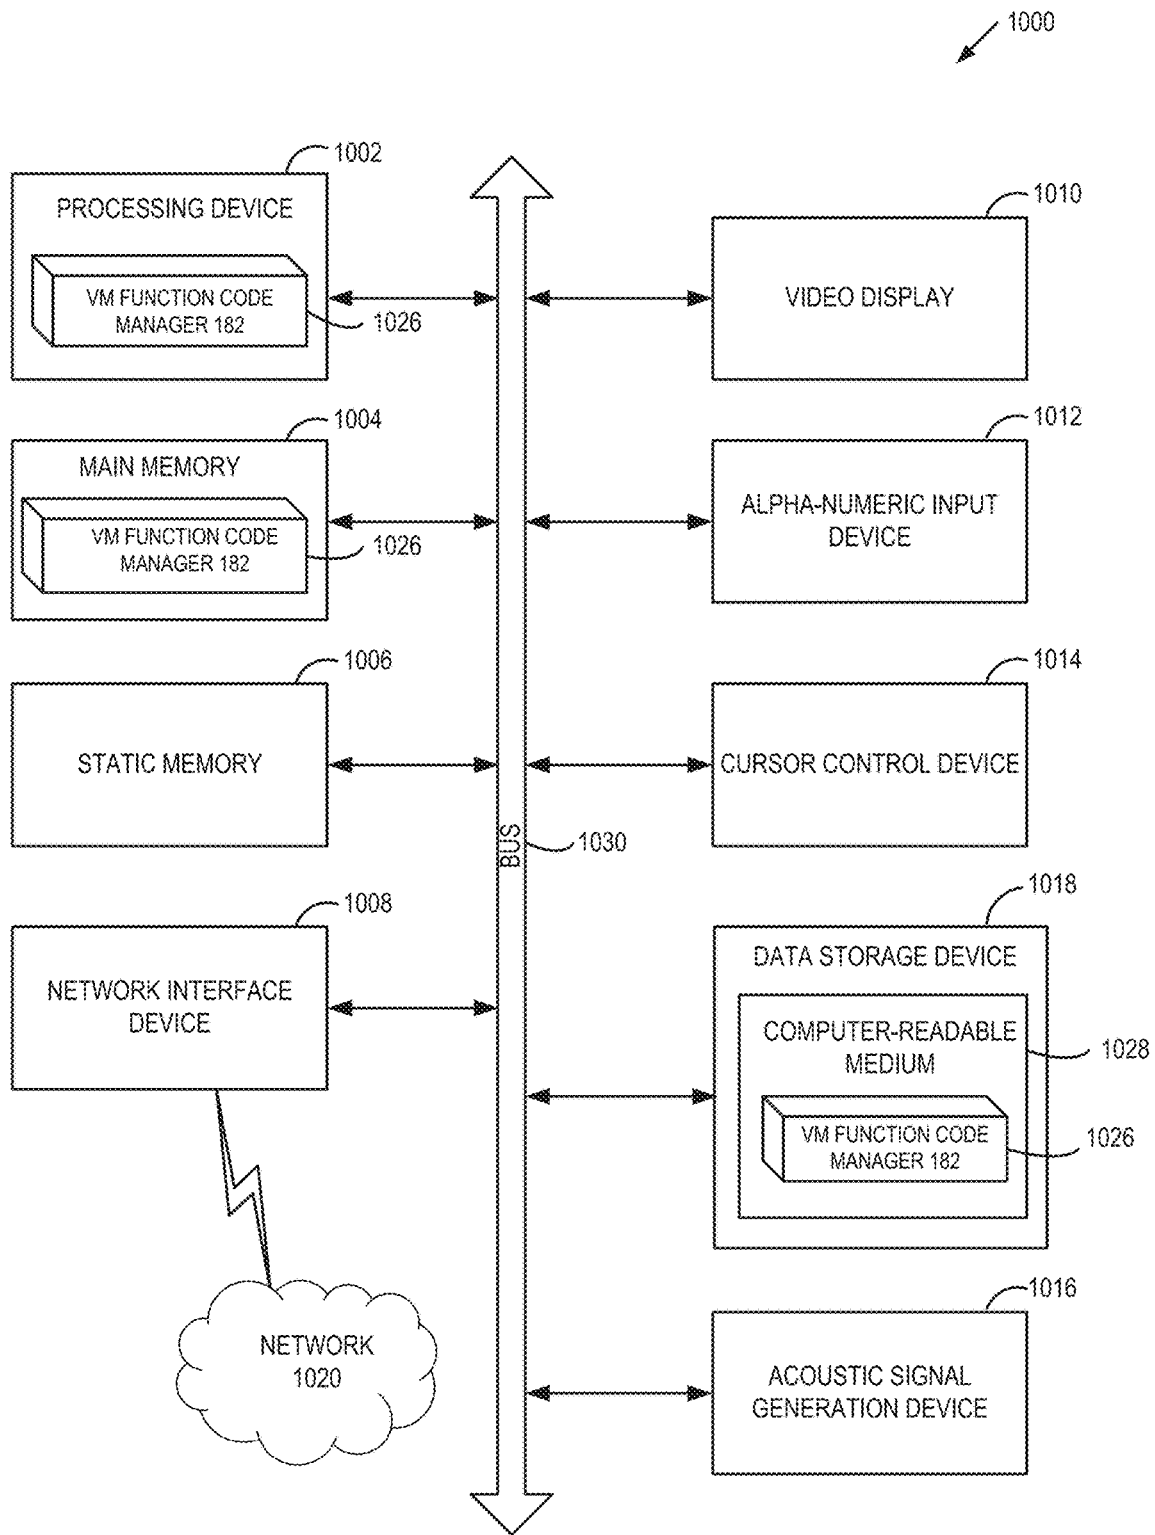 1000
1002
PROCESSING DEVICE
VM FUNCTION CODE
MANAGER 182
1026
1004
MAIN MEMORY
VM FUNCTION CODE
MANAGER 182
1026
1006
STATIC MEMORY
1008
NETWORK INTERFACE
DEVICE
NETWORK
1020
BUS
1030
1010
VIDEO DISPLAY
1012
ALPHA-NUMERIC INPUT
DEVICE
1014
CURSOR CONTROL DEVICE
1018
DATA STORAGE DEVICE
COMPUTER-READABLE
MEDIUM
1028
VM FUNCTION CODE
MANAGER 182
1026
1016
ACOUSTIC SIGNAL
GENERATION DEVICE